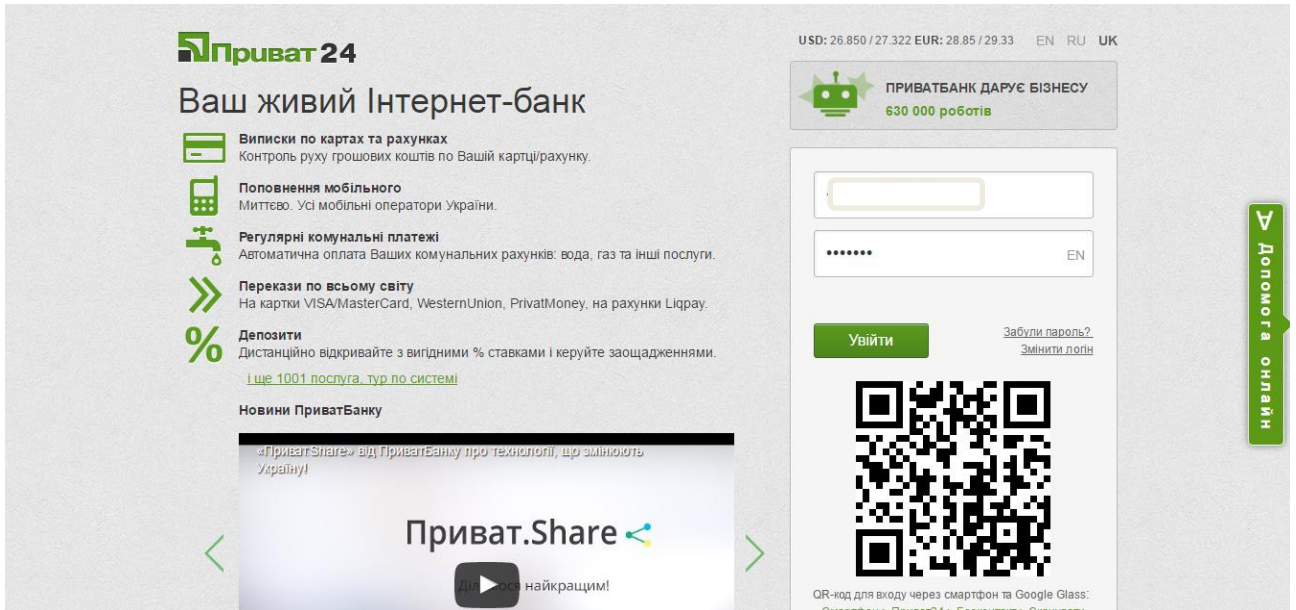 Приват24
Ваш живий Інтернет-банк
Виписки по картах та рахунках
Контроль руху грошових коштів по Вашій картці/рахунку.
Поповнення мобільного
Миттєво. Усі мобільні оператори України.
Регулярні комунальні платежі
Автоматична оплата Ваших комунальних рахунків: вода, газ та інші послуги.
Перекази по всьому світу
На картки VISA/MasterCard, WesternUnion, PrivatMoney, на рахунки Liqpay.
%
Депозити
Дистанційно відкривайте з вигідними % ставками і керуйте заощадженнями.
і ще 1001 послуга, тур по системі
Новини ПриватБанку
«Приват.Share» від ПриватБанку про технології, що змінюють
Україну!
Приват.Share
найкращим!
USD: 26.850 / 27.322 EUR: 28.85 / 29.33 EN RU UK
ПРИВАТБАНК ДАРУЄ БІЗНЕСУ
630 000 роботів
•••••••
EN
Увійти
Забули пароль?
Змінити логін
QR-код для входу через смартфон та Google Glass:
Допомога онлайн